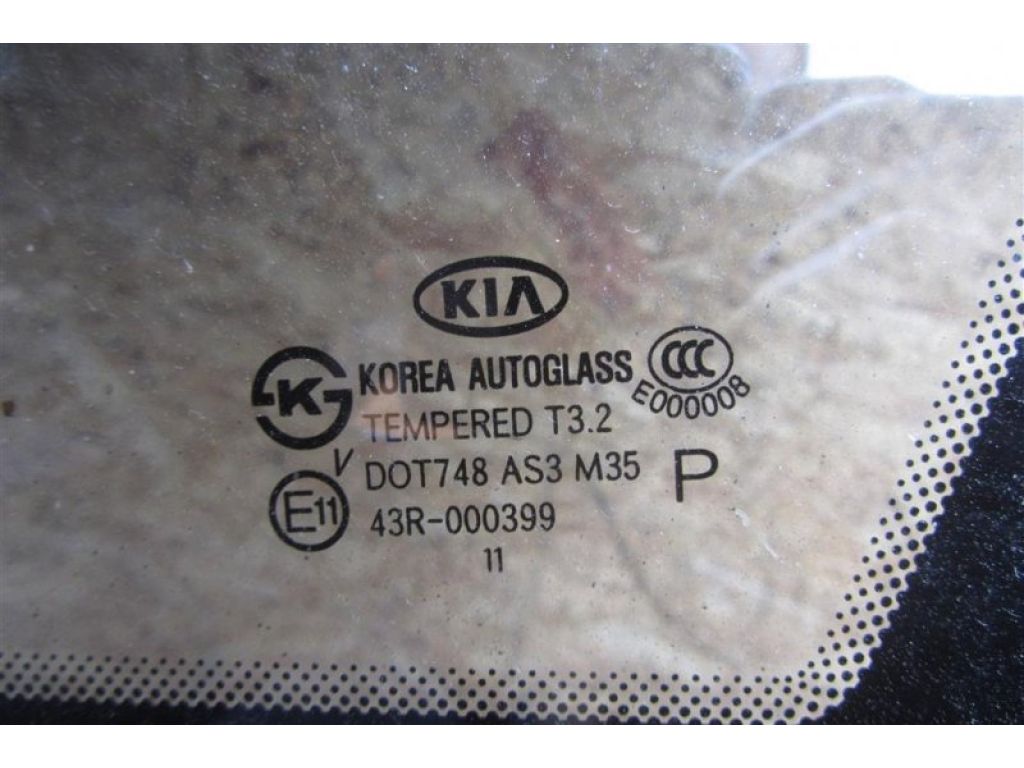 KIA
K KOREA AUTOGLASS CCC
E000008
TEMPERED T3.2
V DOT748 AS3 M35 P
E11 43R-000399
11